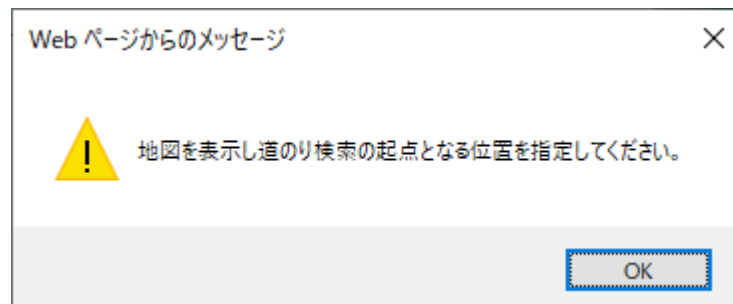 Web ページからのメッセージ
地図を表示し道のり検索の起点となる位置を指定してください。
OK